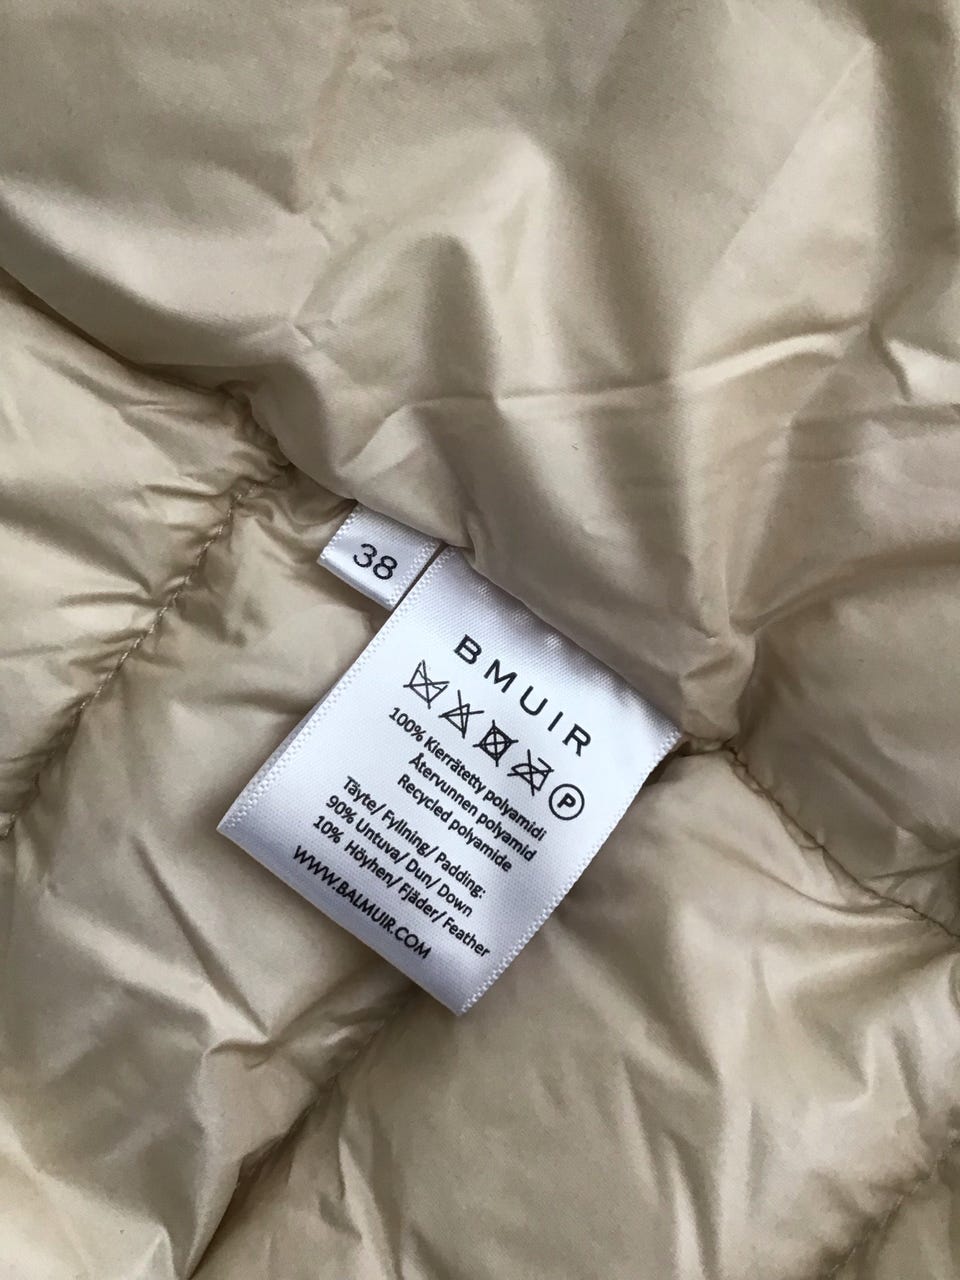 38
BMUIR
P
100% Kierrätetty polyamidi
Återvunnen polyamid
Recycled polyamide
Täyte/ Fyllning/ Padding:
90% Untuva/ Dun/ Down
10% Höyhen/ Fjäder/ Feather
WWW.BALMUIR.COM